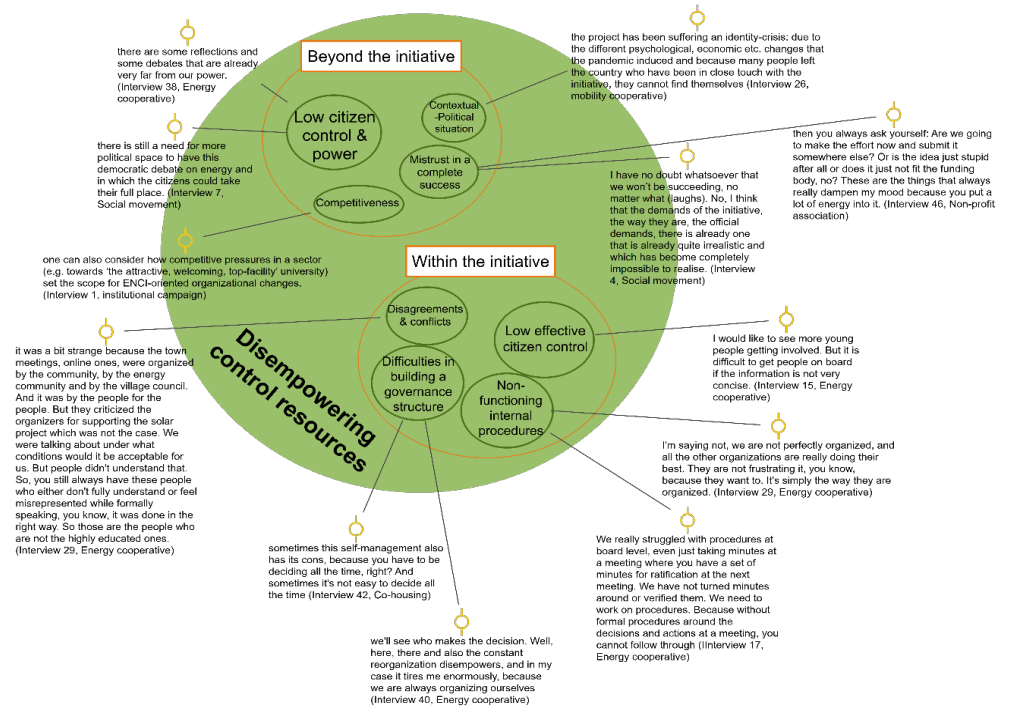 there are some reflections and
some debates that are already
very far from our power.
(Interview 38, Energy
cooperative)
Beyond the initiative
the project has been suffering an identity-crisis: due to
the different psychological, economic etc. changes that
the pandemic induced and because many people left
the country who have been in close touch with the
initiative, they cannot find themselves (Interview 26,
mobility cooperative)
Low citizen
control &
power
Contextual
-Political
situation
Mistrust in a
complete
success
Competitiveness
there is still a need for more
political space to have this
democratic debate on energy and
in which the citizens could take
their full place. (Interview 7,
Social movement)
then you always ask yourself: Are we going
to make the effort now and submit it
somewhere else? Or is the idea just stupid
after all or does it just not fit the funding
body, no? These are the things that always
really dampen my mood because you put a
lot of energy into it. (Interview 46, Non-profit
association)
I have no doubt whatsoever that
we won't be succeeding, no
matter what (laughs). No, I think
that the demands of the initiative,
the way they are, the official
demands, there is already one
that is already quite irrealistic and
which has become completely
impossible to realise. (Interview
4, Social movement)
one can also consider how competitive pressures in a sector
(e.g. towards 'the attractive, welcoming, top-facility' university)
set the scope for ENCI-oriented organizational changes.
(Interview 1, institutional campaign)
Within the initiative
Disagreements
& conflicts
Low effective
citizen control
Difficulties in
building a
governance
structure
Non-
functioning
internal
procedures
Disempowering
control resources
it was a bit strange because the town
meetings, online ones, were organized
by the community, by the energy
community and by the village council.
And it was by the people for the
people. But they criticized the
organizers for supporting the solar
project which was not the case. We
were talking about under what
conditions would it be acceptable for
us. But people didn't understand that.
So, you still always have these people
who either don't fully understand or feel
misrepresented while formally
speaking, you know, it was done in the
right way. So those are the people who
are not the highly educated ones.
(Interview 29, Energy cooperative)
I would like to see more young
people getting involved. But it is
difficult to get people on board
if the information is not very
concise. (Interview 15, Energy
cooperative)
I'm saying not, we are not perfectly organized, and
all the other organizations are really doing their
best. They are not frustrating it, you know,
because they want to. It's simply the way they are
organized. (Interview 29, Energy cooperative)
We really struggled with procedures at
board level, even just taking minutes at
a meeting where you have a set of
minutes for ratification at the next
meeting. We have not turned minutes
around or verified them. We need to
work on procedures. Because without
formal procedures around the
decisions and actions at a meeting, you
cannot follow through (IInterview 17,
Energy cooperative)
sometimes this self-management also
has its cons, because you have to be
deciding all the time, right? And
sometimes it's not easy to decide all
the time (Interview 42, Co-housing)
we'll see who makes the decision. Well,
here, there and also the constant
reorganization disempowers, and in my
case it tires me enormously, because
we are always organizing ourselves
(Interview 40, Energy cooperative)